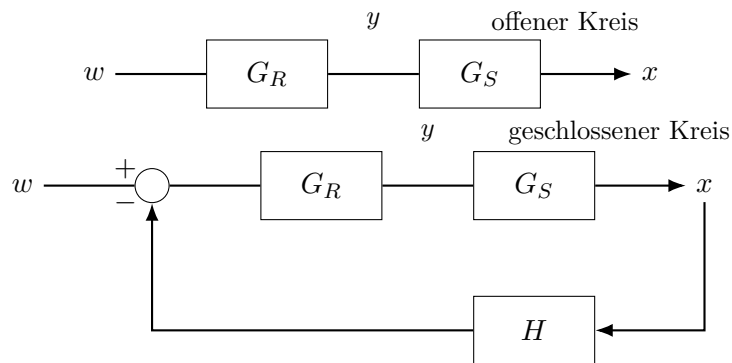 y offener Kreis
w G_R G_S x
y geschlossener Kreis
w + − G_R G_S x
H